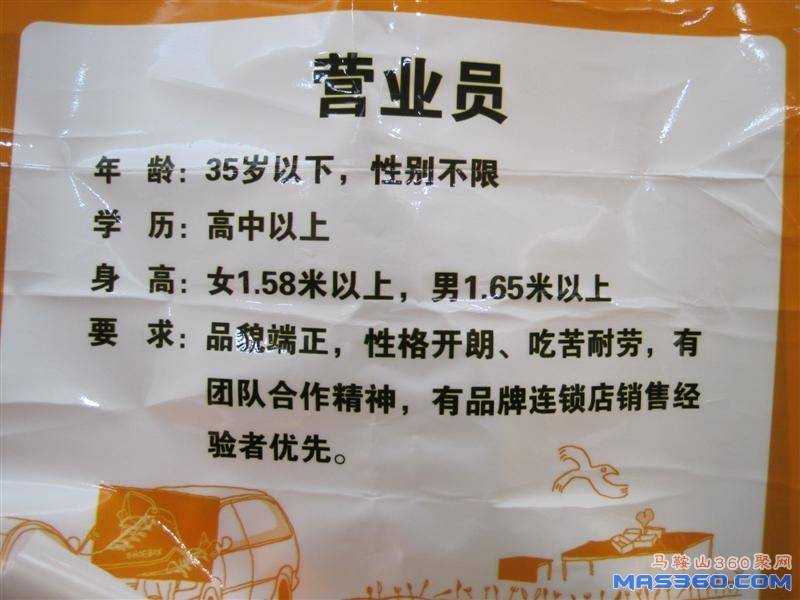 营业员
年 龄：35岁以下，性别不限
学 历：高中以上
身 高：女1.58米以上，男1.65米以上
要 求：品貌端正，性格开朗、吃苦耐劳，有
团队合作精神，有品牌连锁店销售经
验者优先。
SHOEBOX
马鞍山360聚网
MAS360.COM